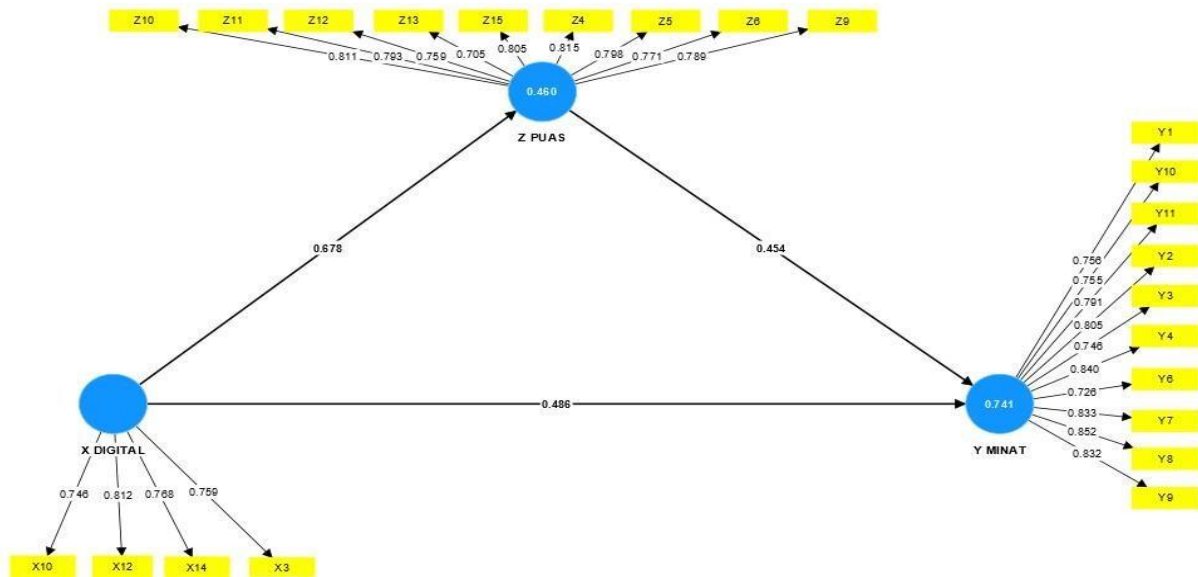 Z10 Z11 Z12 Z13 Z15 Z4 Z5 Z6 Z9
0.811 0.793 0.759 0.705 0.805 0.815 0.798 0.771 0.789
0.460
Z PUAS
0.678
0.454
0.486
X DIGITAL
0.746 0.812 0.768 0.759
X10 X12 X14 X3
0.741
Y MINAT
0.756
0.755
0.791
0.805
0.746
0.840
0.726
0.833
0.852
0.832
Y1
Y10
Y11
Y2
Y3
Y4
Y6
Y7
Y8
Y9